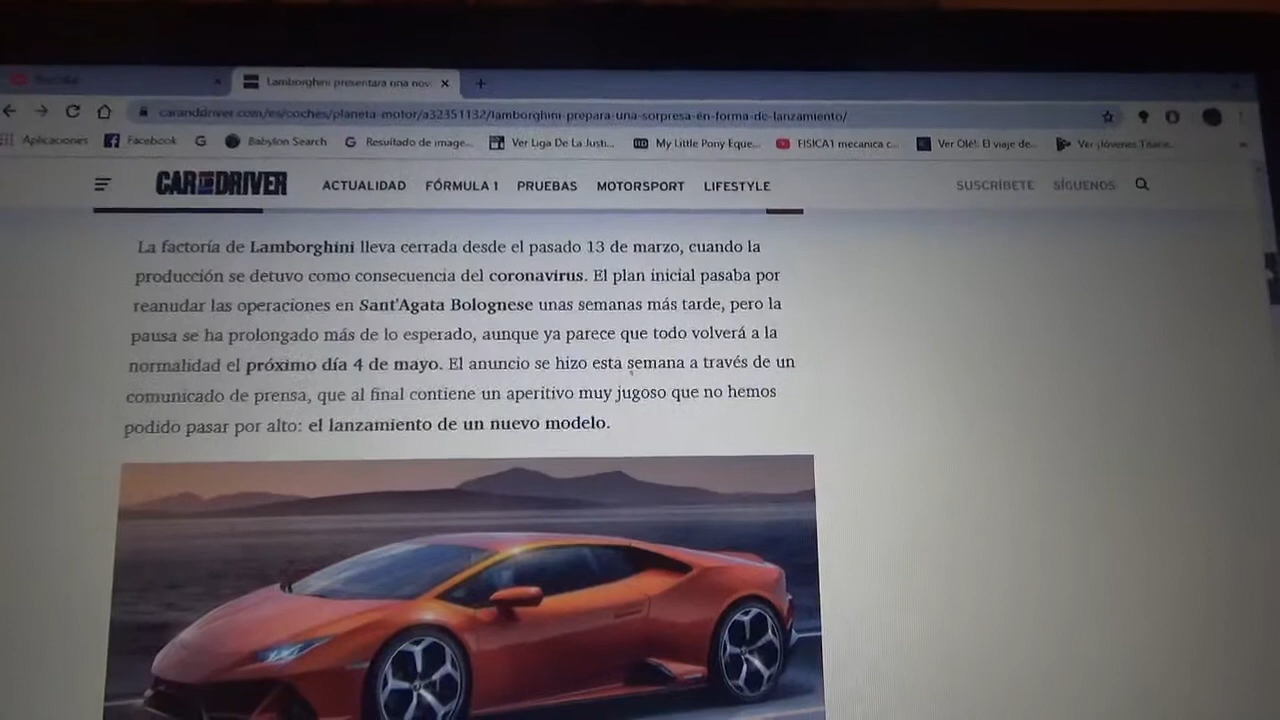 Lamborghini presentará una nov
carandriver.com/es/coches/planeta-motor/a32351132/lamborghini-prepara-una-sorpresa-en-forma-de-lanzamiento/
Aplicaciones Facebook Babylon Search Resultado de image... Ver Liga De La Justi... My Little Pony Eque... FISICA1 mecanica c... Ver Olé! El viaje de... Ver ¡Jóvenes Titane...
CAR AND DRIVER ACTUALIDAD FÓRMULA 1 PRUEBAS MOTORSPORT LIFESTYLE SUSCRÍBETE SÍGUENOS
La factoría de Lamborghini lleva cerrada desde el pasado 13 de marzo, cuando la
producción se detuvo como consecuencia del coronavirus. El plan inicial pasaba por
reanudar las operaciones en Sant'Agata Bolognese unas semanas más tarde, pero la
pausa se ha prolongado más de lo esperado, aunque ya parece que todo volverá a la
normalidad el próximo día 4 de mayo. El anuncio se hizo esta semana a través de un
comunicado de prensa, que al final contiene un aperitivo muy jugoso que no hemos
podido pasar por alto: el lanzamiento de un nuevo modelo.